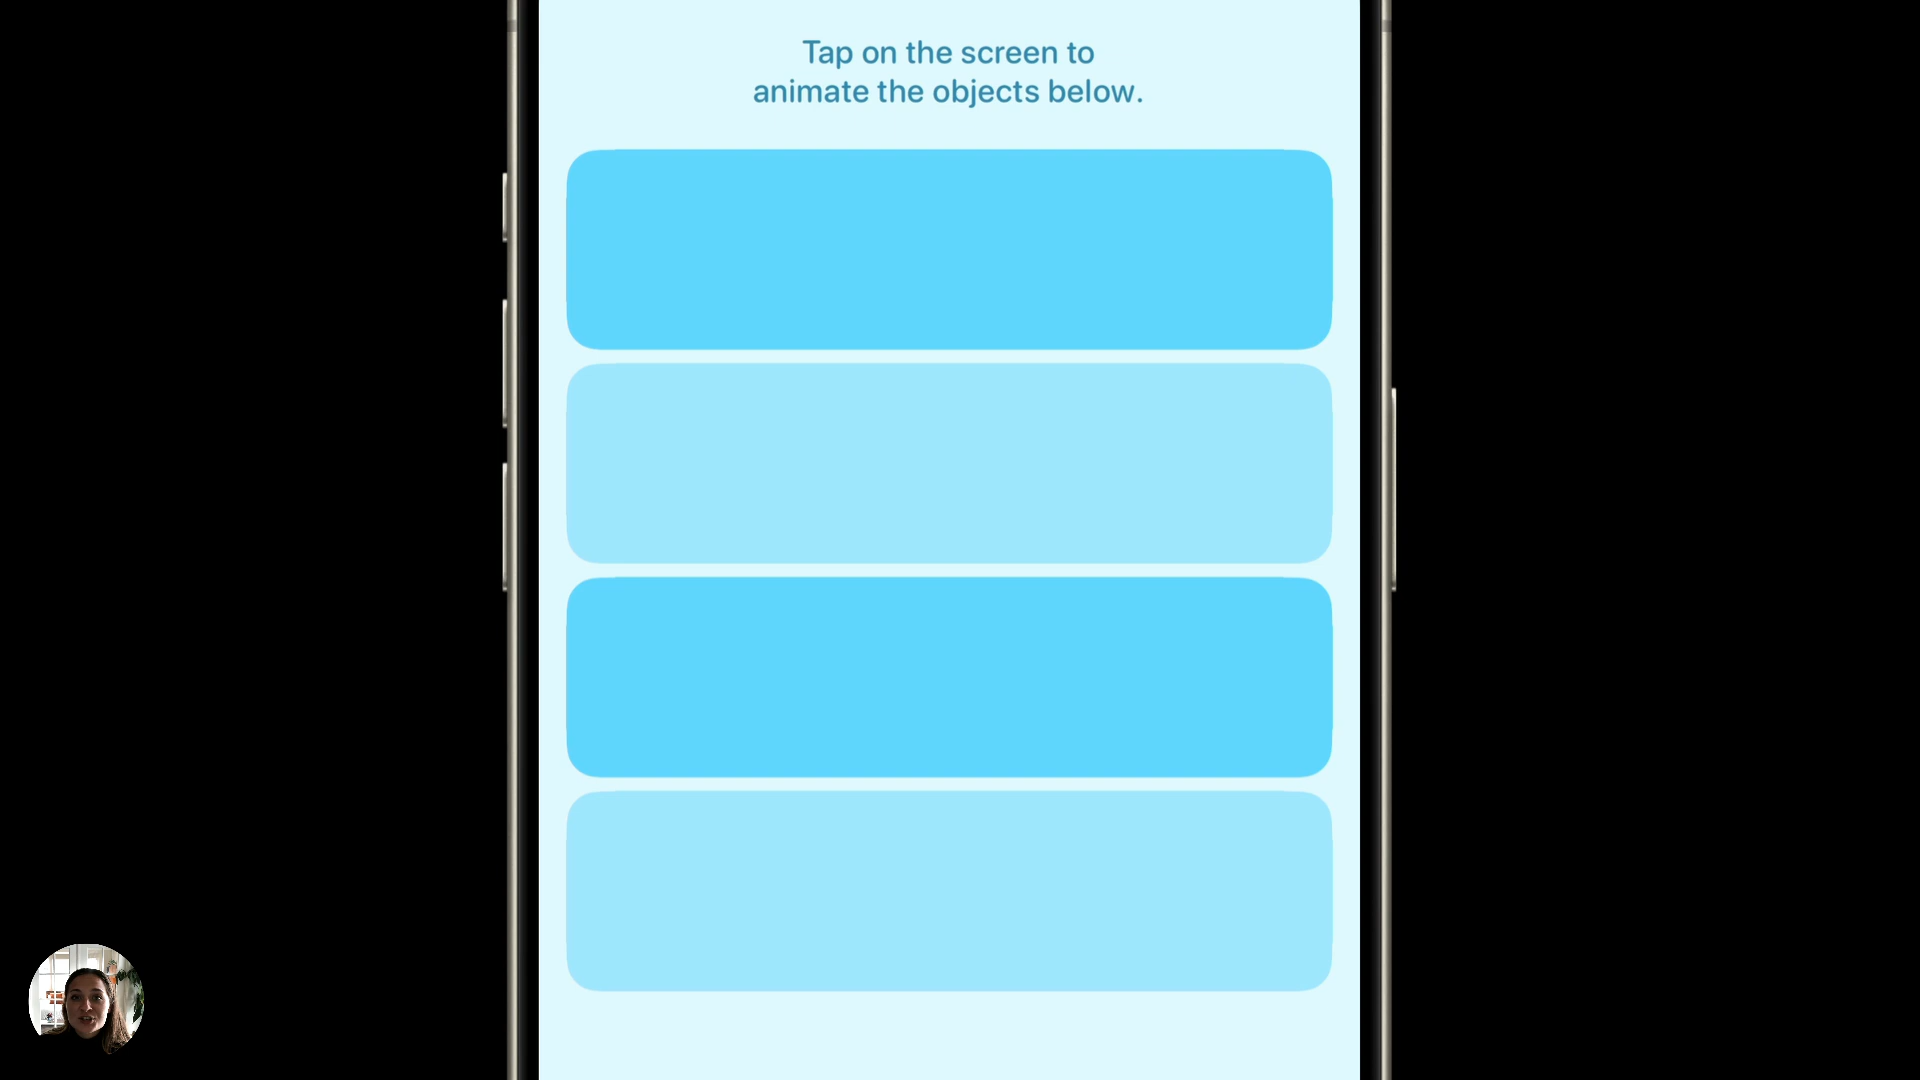 Tap on the screen to
animate the objects below.